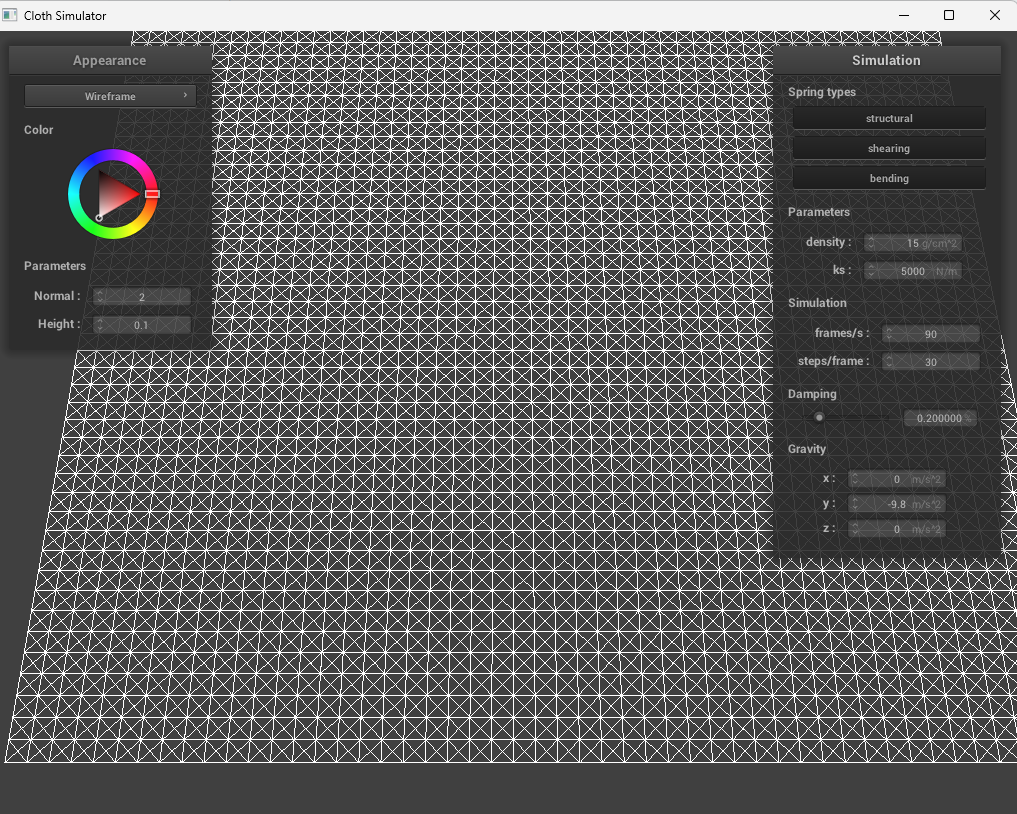 Cloth Simulator
Appearance
Wireframe
Color
Parameters
Normal : 2
Height : 0.1
Simulation
Spring types
structural
shearing
bending
Parameters
density : 15 g/cm^2
ks : 5000 N/m
Simulation
frames/s : 90
steps/frame : 30
Damping
0.200000 %
Gravity
x : 0 m/s^2
y : -9.8 m/s^2
z : 0 m/s^2